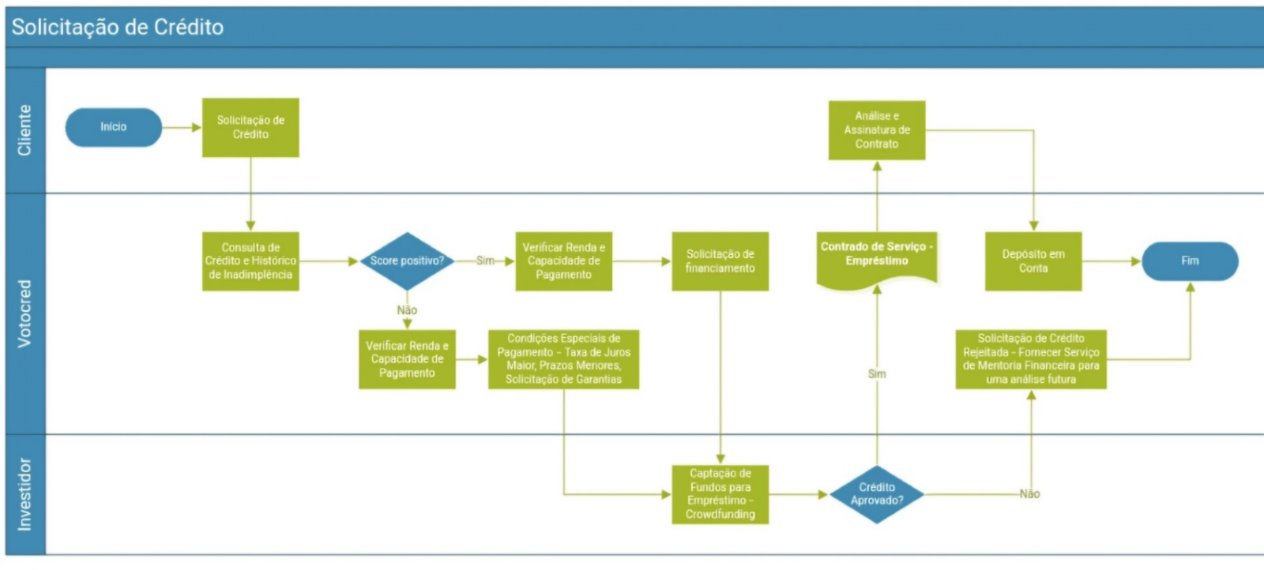 Solicitação de Crédito
Cliente
Início
Solicitação de
Crédito
Análise e
Assinatura de
Contrato
Votocred
Consulta de
Crédito e Histórico
de Inadimplência
Score positivo?
Sim
Verificar Renda e
Capacidade de
Pagamento
Solicitação de
financiamento
Contrado de Serviço -
Empréstimo
Depósito em
Conta
Fim
Não
Verificar Renda e
Capacidade de
Pagamento
Condições Especiais de
Pagamento - Taxa de Juros
Maior, Prazos Menores,
Solicitação de Garantias
Sim
Solicitação de Crédito
Rejeitada - Fornecer Serviço
de Mentoria Financeira para
uma análise futura
Investidor
Captação de
Fundos para
Empréstimo -
Crowdfunding
Crédito
Aprovado?
Não